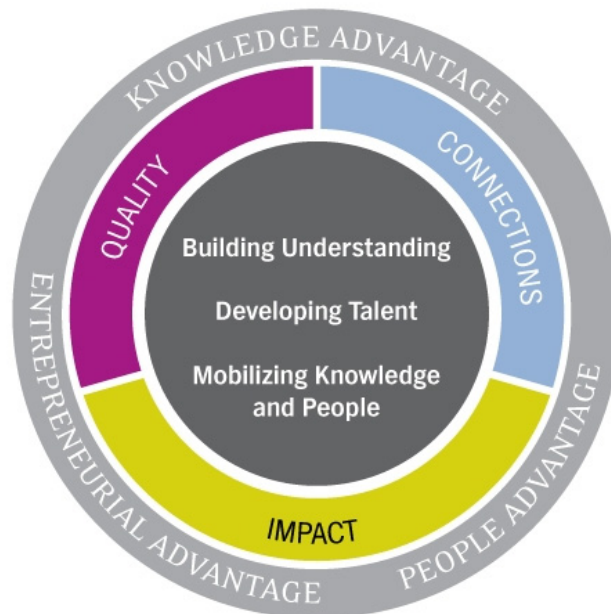 KNOWLEDGE ADVANTAGE
QUALITY
CONNECTIONS
Building Understanding
Developing Talent
Mobilizing Knowledge
and People
IMPACT
ENTREPRENEURIAL ADVANTAGE
PEOPLE ADVANTAGE